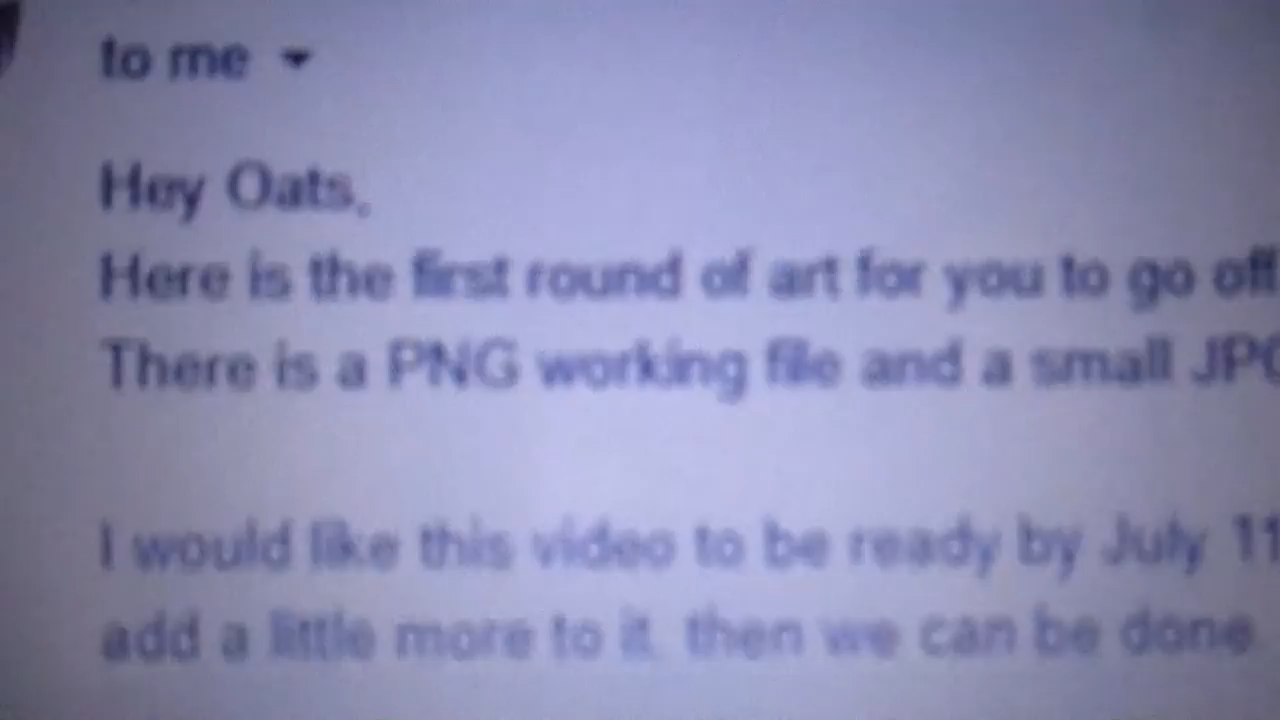 to me
Hey Oats,
Here is the first round of art for you to go off
There is a PNG working file and a small JPG
I would like this video to be ready by July 11
add a little more to it, then we can be done